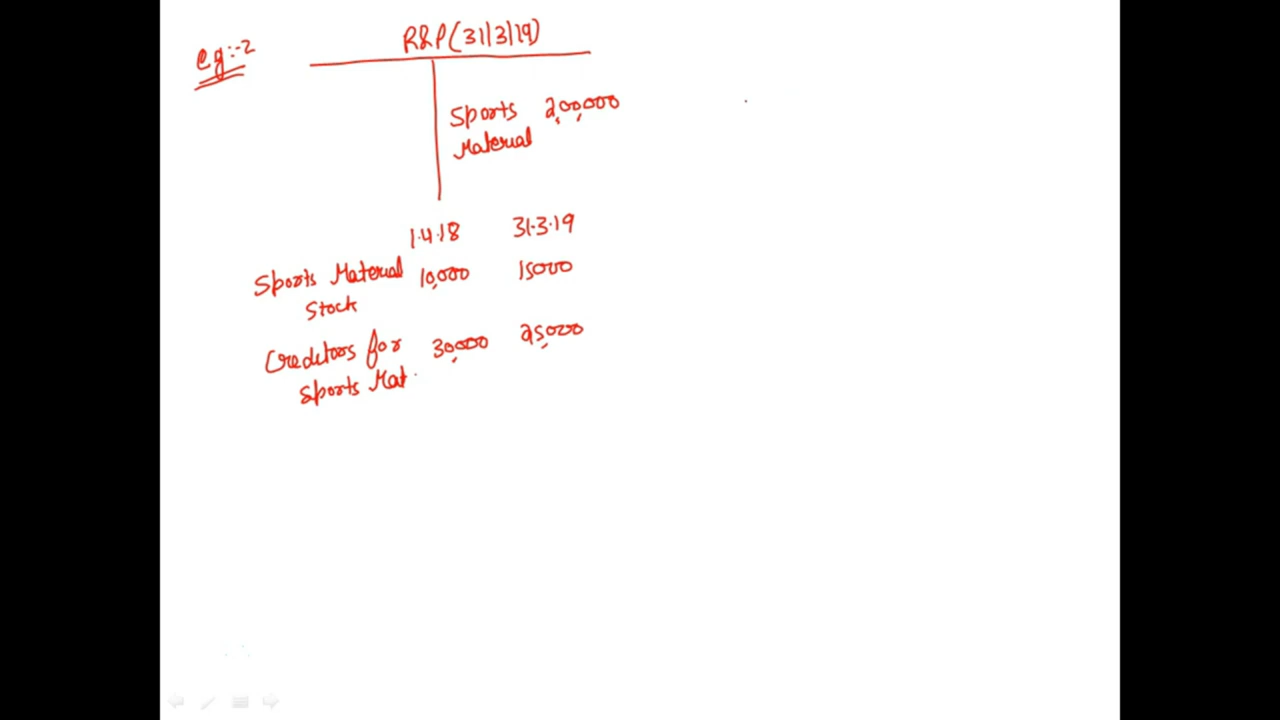 eg:-2
R&P(31/3/19)
Sports 2,00,000
Material
1.4.18 31.3.19
Sports Material 10,000 15000
Stock
Creditors for 30,000 25,000
Sports Mat.